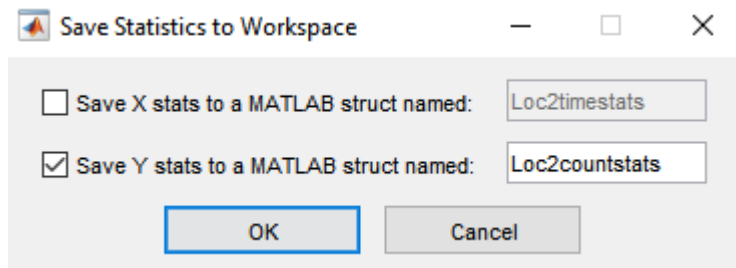 Save Statistics to Workspace
Save X stats to a MATLAB struct named: Loc2timestats
Save Y stats to a MATLAB struct named: Loc2countstats
OK Cancel